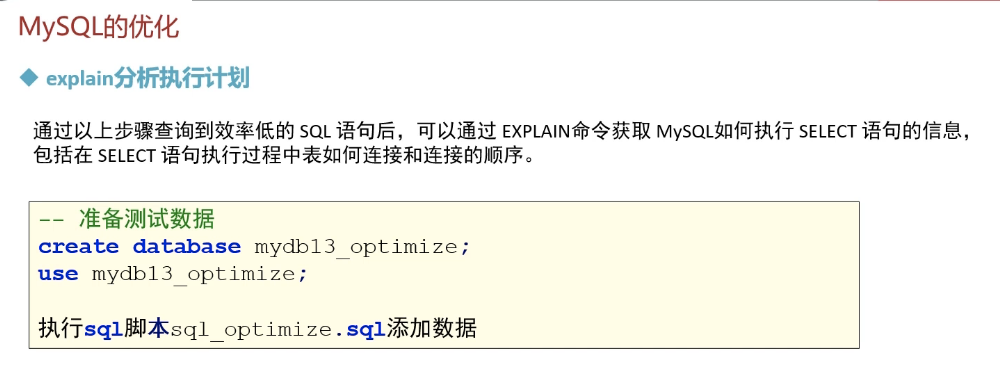 MySQL的优化
◆ explain分析执行计划
通过以上步骤查询到效率低的 SQL 语句后，可以通过 EXPLAIN命令获取 MySQL如何执行 SELECT 语句的信息，
包括在 SELECT 语句执行过程中表如何连接和连接的顺序。
-- 准备测试数据
create database mydb13_optimize;
use mydb13_optimize;
执行sql脚本sql_optimize.sql添加数据